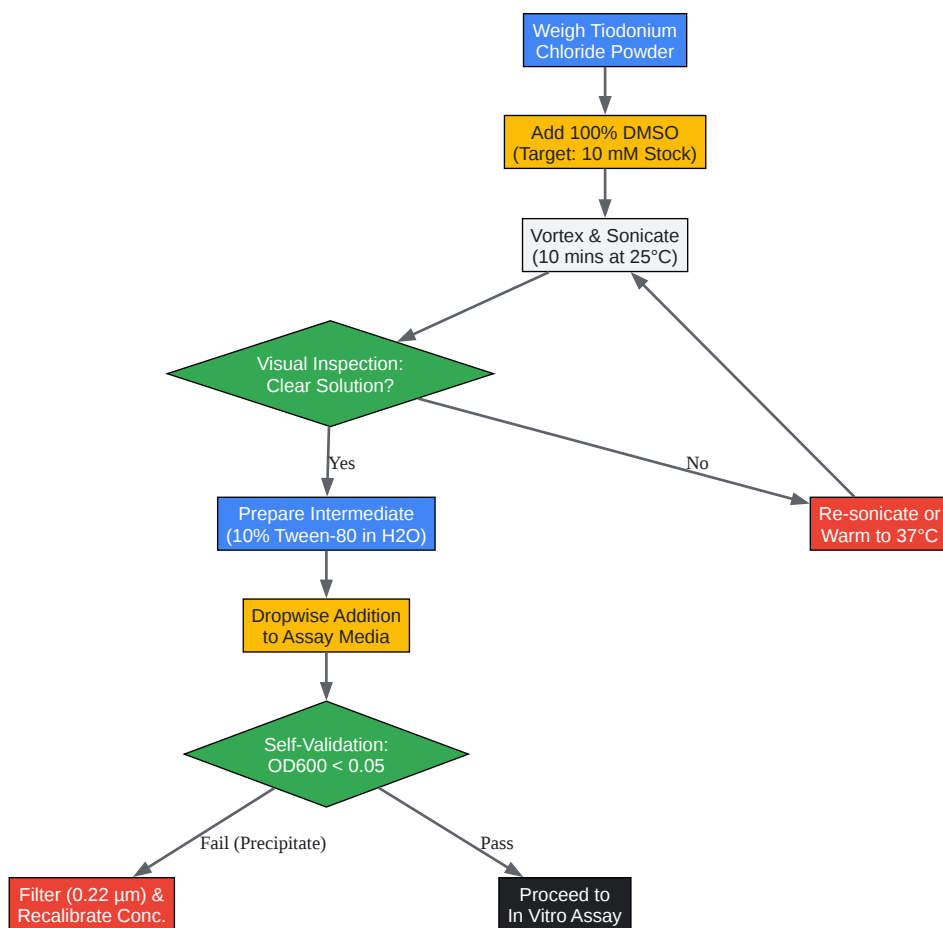 Weigh Tiodonium
Chloride Powder
Add 100% DMSO
(Target: 10 mM Stock)
Vortex & Sonicate
(10 mins at 25°C)
Visual Inspection:
Clear Solution?
Yes
No
Prepare Intermediate
(10% Tween-80 in H2O)
Re-sonicate or
Warm to 37°C
Dropwise Addition
to Assay Media
Self-Validation:
OD600 < 0.05
Fail (Precipitate)
Pass
Filter (0.22 µm) &
Recalibrate Conc.
Proceed to
In Vitro Assay